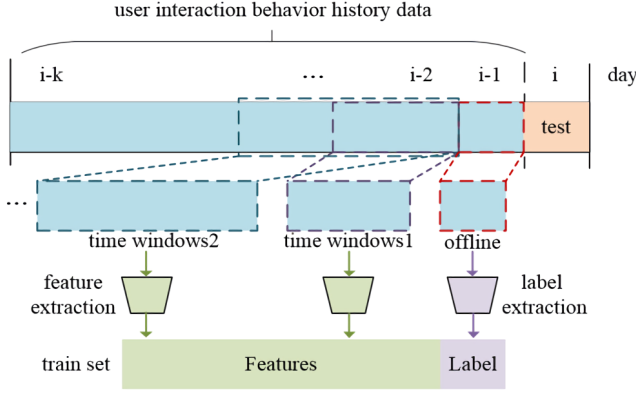 user interaction behavior history data
i-k ... i-2 i-1 i day
test
...
time windows2 time windows1 offline
feature extraction
label extraction
train set Features Label